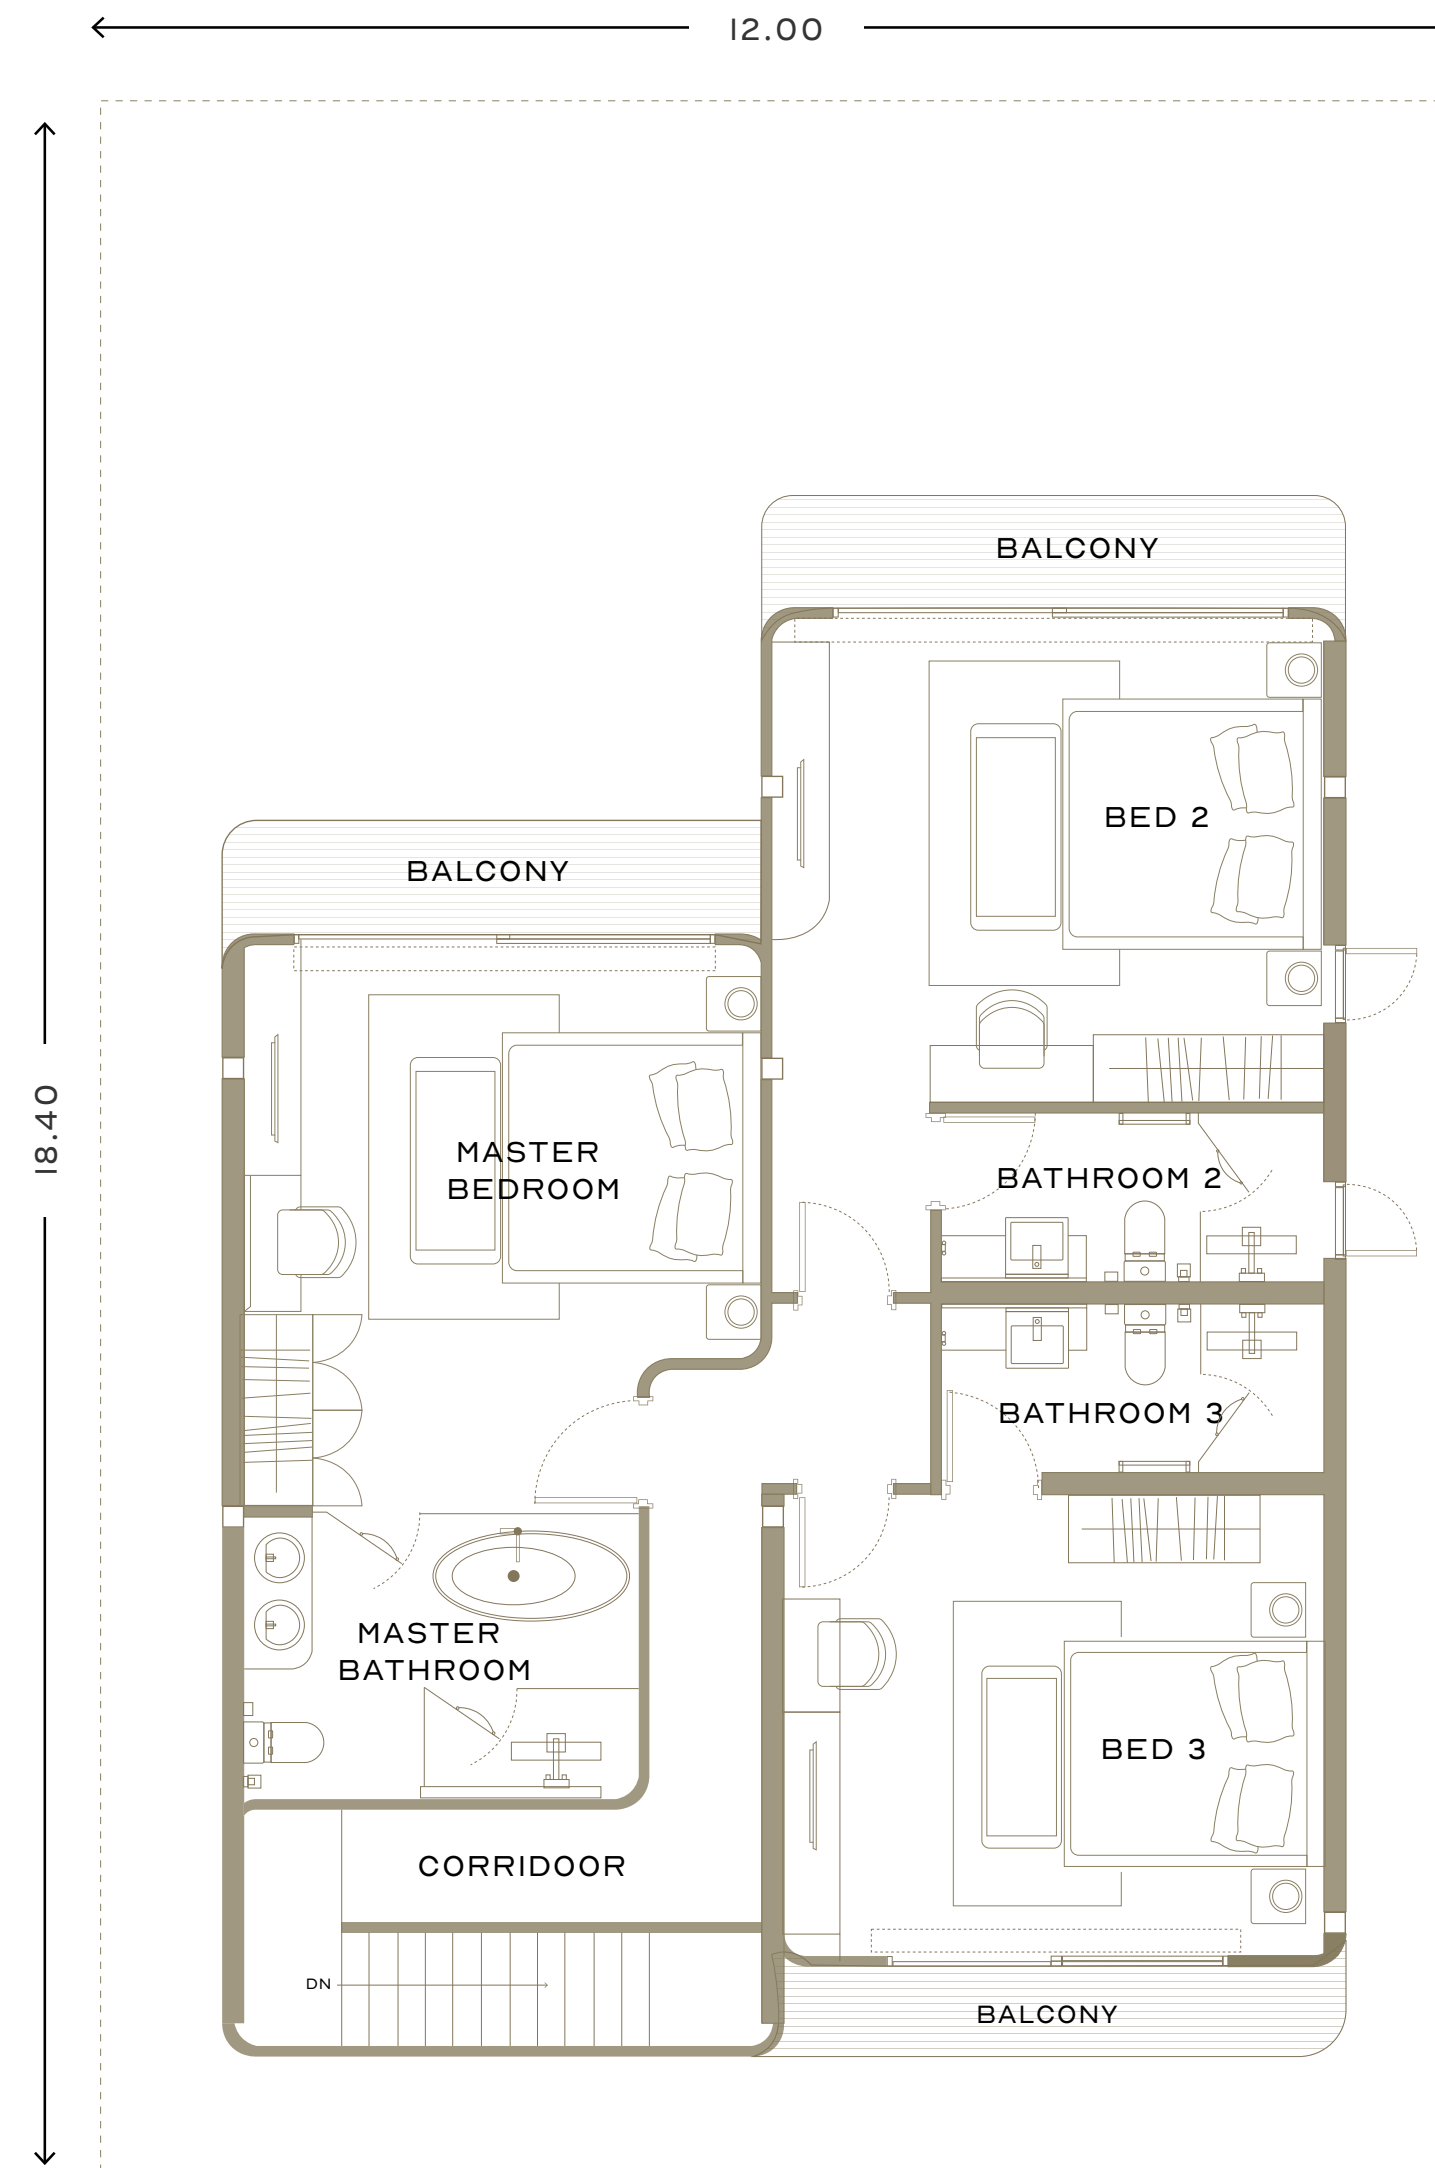 12.00
18.40
BALCONY
BED 2
BALCONY
MASTER
BEDROOM
BATHROOM 2
BATHROOM 3
MASTER
BATHROOM
BED 3
CORRIDOOR
DN
BALCONY